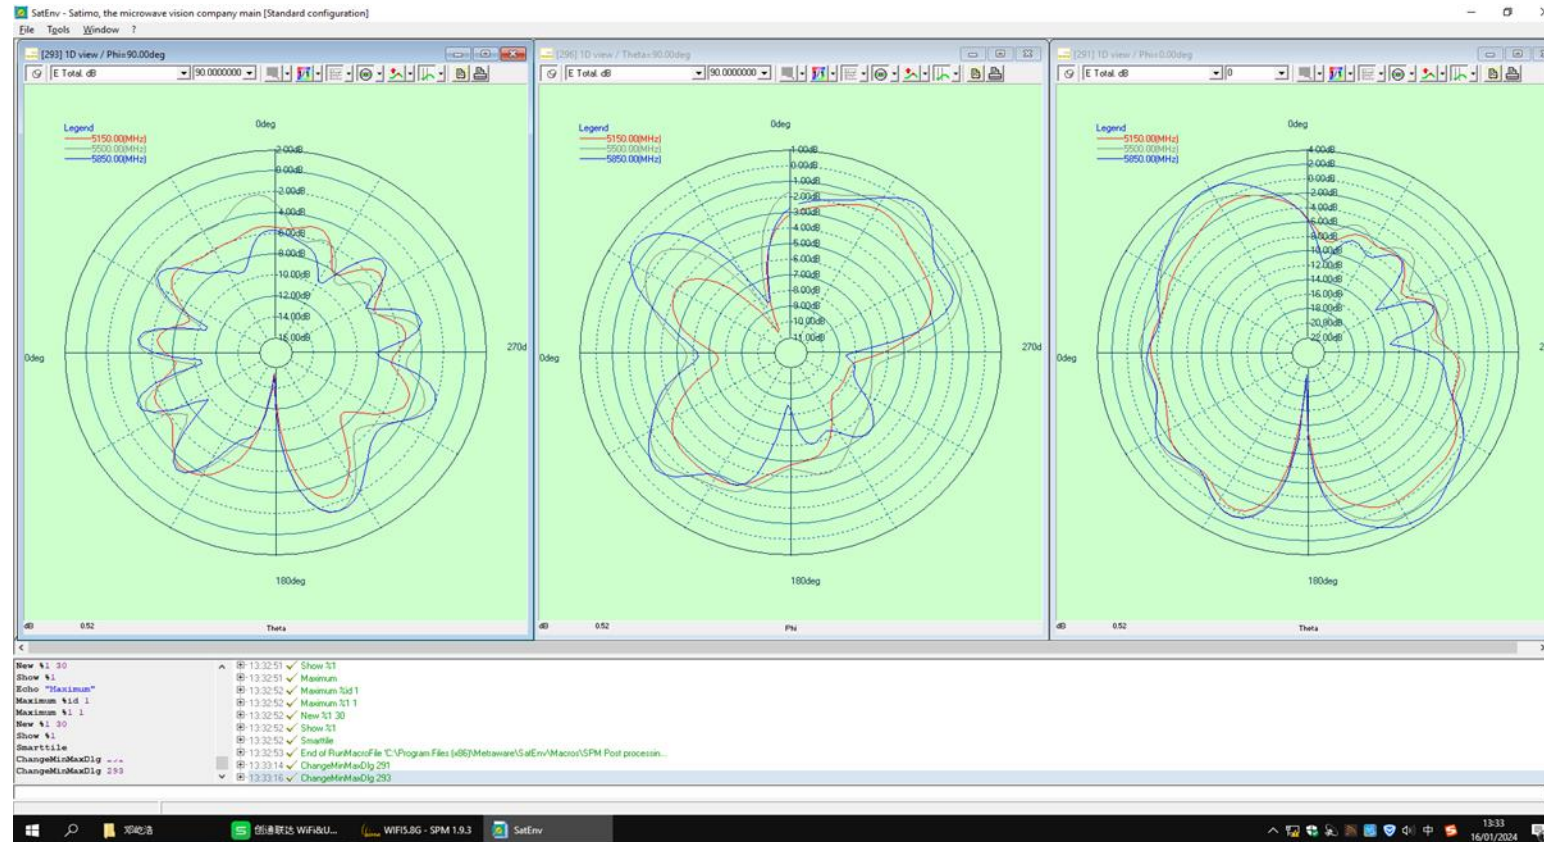 SatEnv - Satimo, the microwave vision company main [Standard configuration]
File Tools Window ?
[293] 1D view / Phi=90.00deg
E Total. dB
90.0000000
Legend
5150.00(MHz)
5500.00(MHz)
5850.00(MHz)
0deg
2.00dB
0.00dB
-2.00dB
4.00dB
6.00dB
8.00dB
-10.00dB
-12.00dB
14.00dB
16.00dB
0deg
270d
180deg
dB
0.52
Theta
[296] 1D view / Theta=90.00deg
E Total. dB
90.0000000
Legend
5150.00(MHz)
5500.00(MHz)
5850.00(MHz)
0deg
1.00dB
0.00dB
1.00dB
-2.00dB
3.00dB
4.00dB
5.00dB
6.00dB
7.00dB
8.00dB
9.00dB
10.00dB
11.00dB
0deg
270d
180deg
dB
0.52
Phi
[291] 1D view / Phi=0.00deg
E Total. dB
0
Legend
5150.00(MHz)
5500.00(MHz)
5850.00(MHz)
0deg
4.00dB
2.00dB
0.00dB
-2.00dB
4.00dB
6.00dB
8.00dB
10.00dB
12.00dB
14.00dB
16.00dB
18.00dB
20.00dB
22.00dB
0deg
2
180deg
dB
0.52
Theta
New %1 30
Show %1
Echo "Maximum"
Maximum %id 1
Maximum %1 1
New %1 30
Show %1
Smarttile
ChangeMinMaxDlg
ChangeMinMaxDlg 293
13:32:51 Show %1
13:32:51 Maximum
13:32:52 Maximum %id 1
13:32:52 Maximum %1 1
13:32:52 New %1 30
13:32:52 Show %1
13:32:52 Smarttile
13:32:53 End of RunMacroFile 'C:\Program Files (x86)\Metraware\SatEnv\Macros\SPM Post processin...
13:33:14 ChangeMinMaxDlg 291
13:33:16 ChangeMinMaxDlg 293
邓屹浩
创通联达 WiFi&U...
WIFI5.8G - SPM 1.9.3
SatEnv
中
13:33
16/01/2024